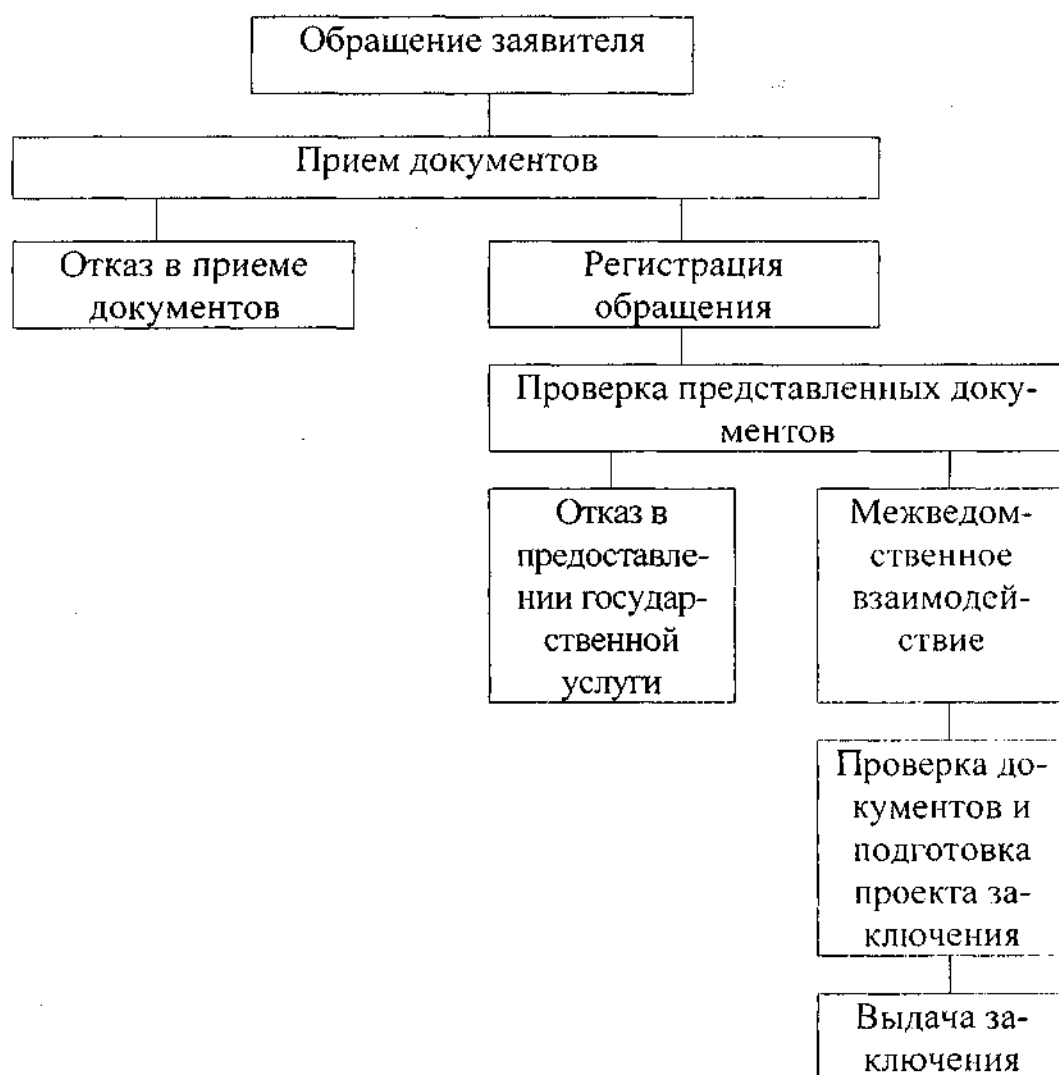 Обращение заявителя
Прием документов
Отказ в приеме
документов
Регистрация
обращения
Проверка представленных доку-
ментов
Отказ в
предоставле-
нии государ-
ственной
услуги
Межведом-
ственное
взаимодей-
ствие
Проверка до-
кументов и
подготовка
проекта за-
ключения
Выдача за-
ключения